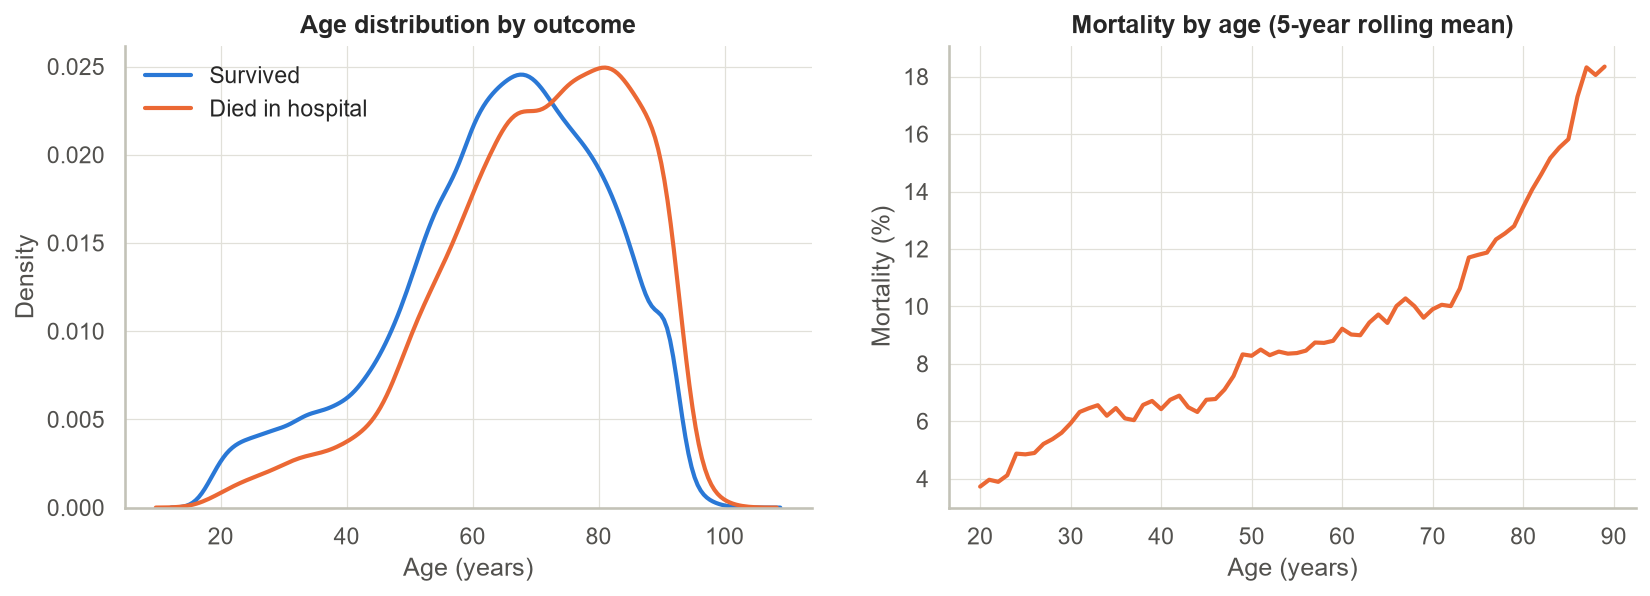 Age distribution by outcome
Survived
Died in hospital
Density
0.025
0.020
0.015
0.010
0.005
0.000
20 40 60 80 100
Age (years)
Mortality by age (5-year rolling mean)
Mortality (%)
18
16
14
12
10
8
6
4
20 30 40 50 60 70 80 90
Age (years)